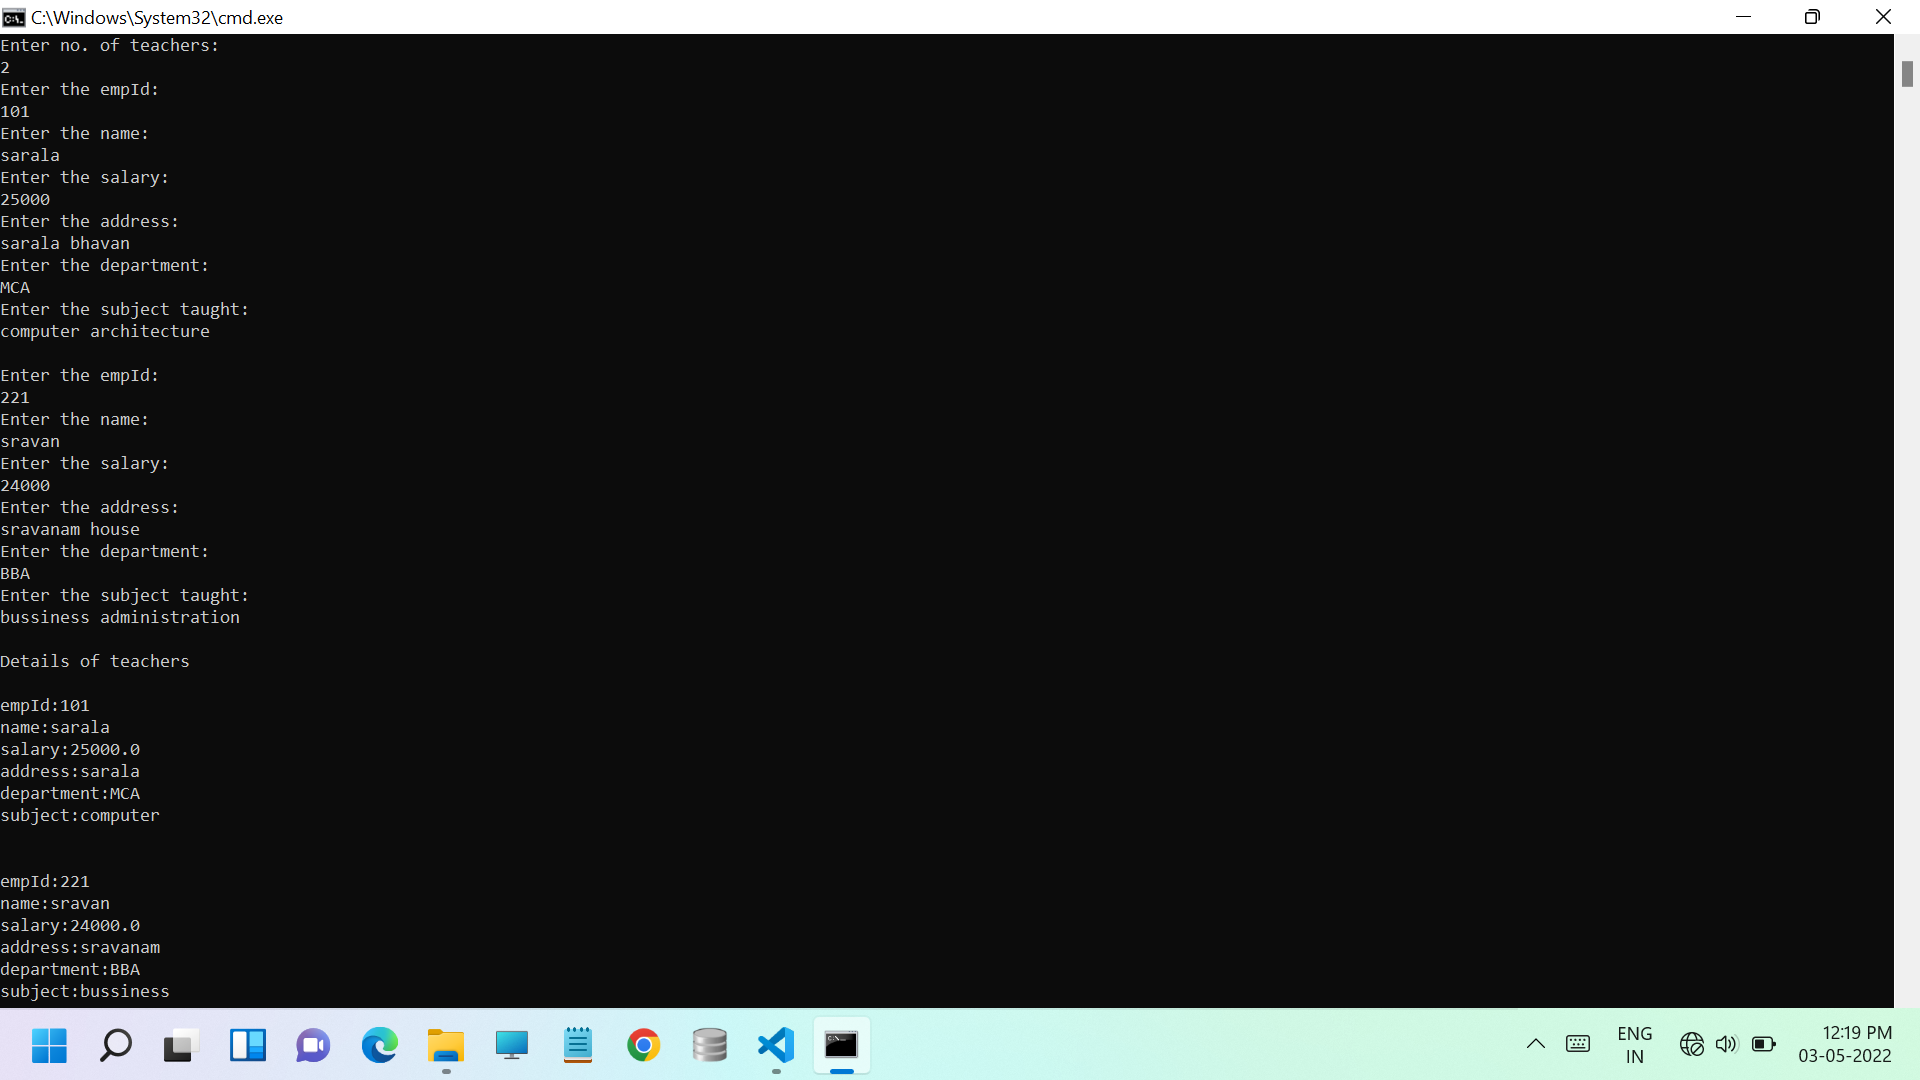 C:\Windows\System32\cmd.exe
Enter no. of teachers:
2
Enter the empId:
101
Enter the name:
sarala
Enter the salary:
25000
Enter the address:
sarala bhavan
Enter the department:
MCA
Enter the subject taught:
computer architecture
Enter the empId:
221
Enter the name:
sravan
Enter the salary:
24000
Enter the address:
sravanam house
Enter the department:
BBA
Enter the subject taught:
bussiness administration
Details of teachers
empId:101
name:sarala
salary:25000.0
address:sarala
department:MCA
subject:computer
empId:221
name:sravan
salary:24000.0
address:sravanam
department:BBA
subject:bussiness
ENG
IN
12:19 PM
03-05-2022